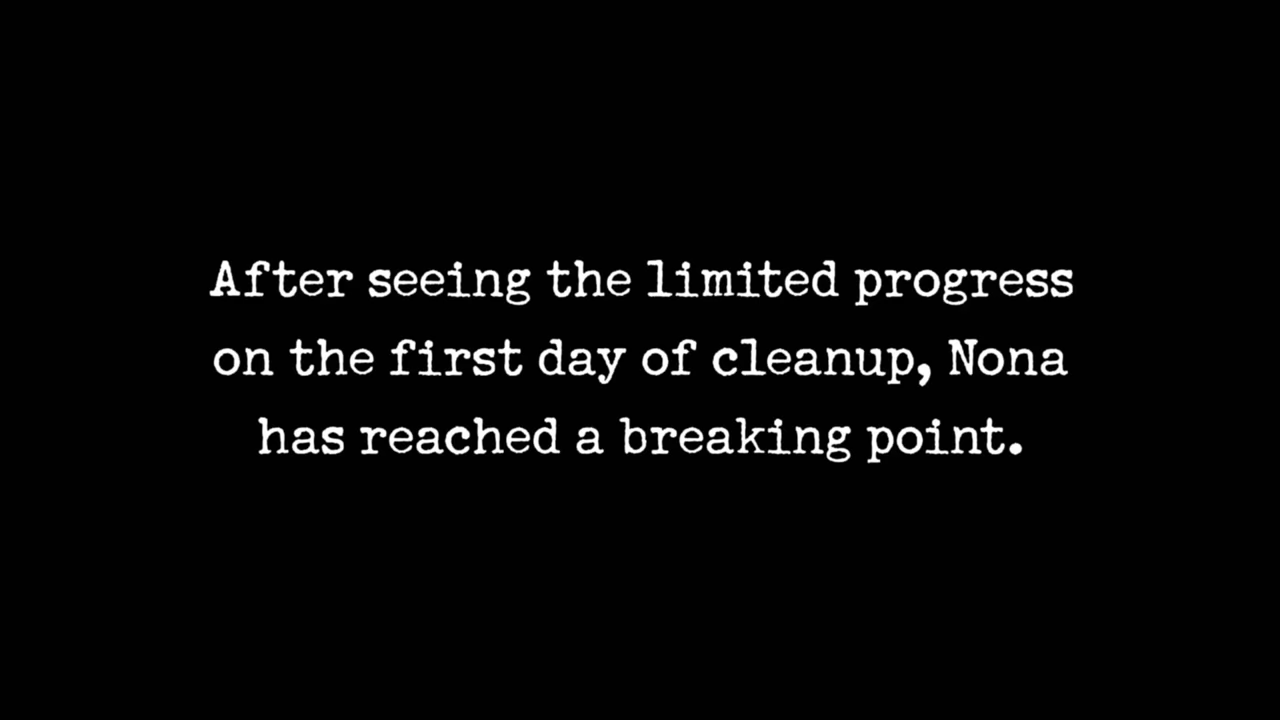 After seeing the limited progress
on the first day of cleanup, Nona
has reached a breaking point.